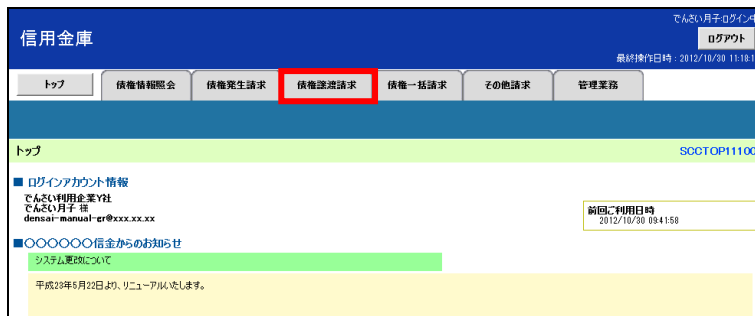 でんさい月子:ログイン中
信用金庫
ログアウト
最終操作日時：2012/10/30 11:18:1
トップ 債権情報照会 債権発生請求 債権譲渡請求 債権一括請求 その他請求 管理業務
トップ SCCTOP11100
■ ログインアカウント情報
でんさい利用企業Y社
でんさい月子 様
densai-manual-gr@xxx.xx.xx
前回ご利用日時
2012/10/30 09:41:58
■〇〇〇〇〇〇信金からのお知らせ
システム更改について
平成23年5月22日より、リニューアルいたします。